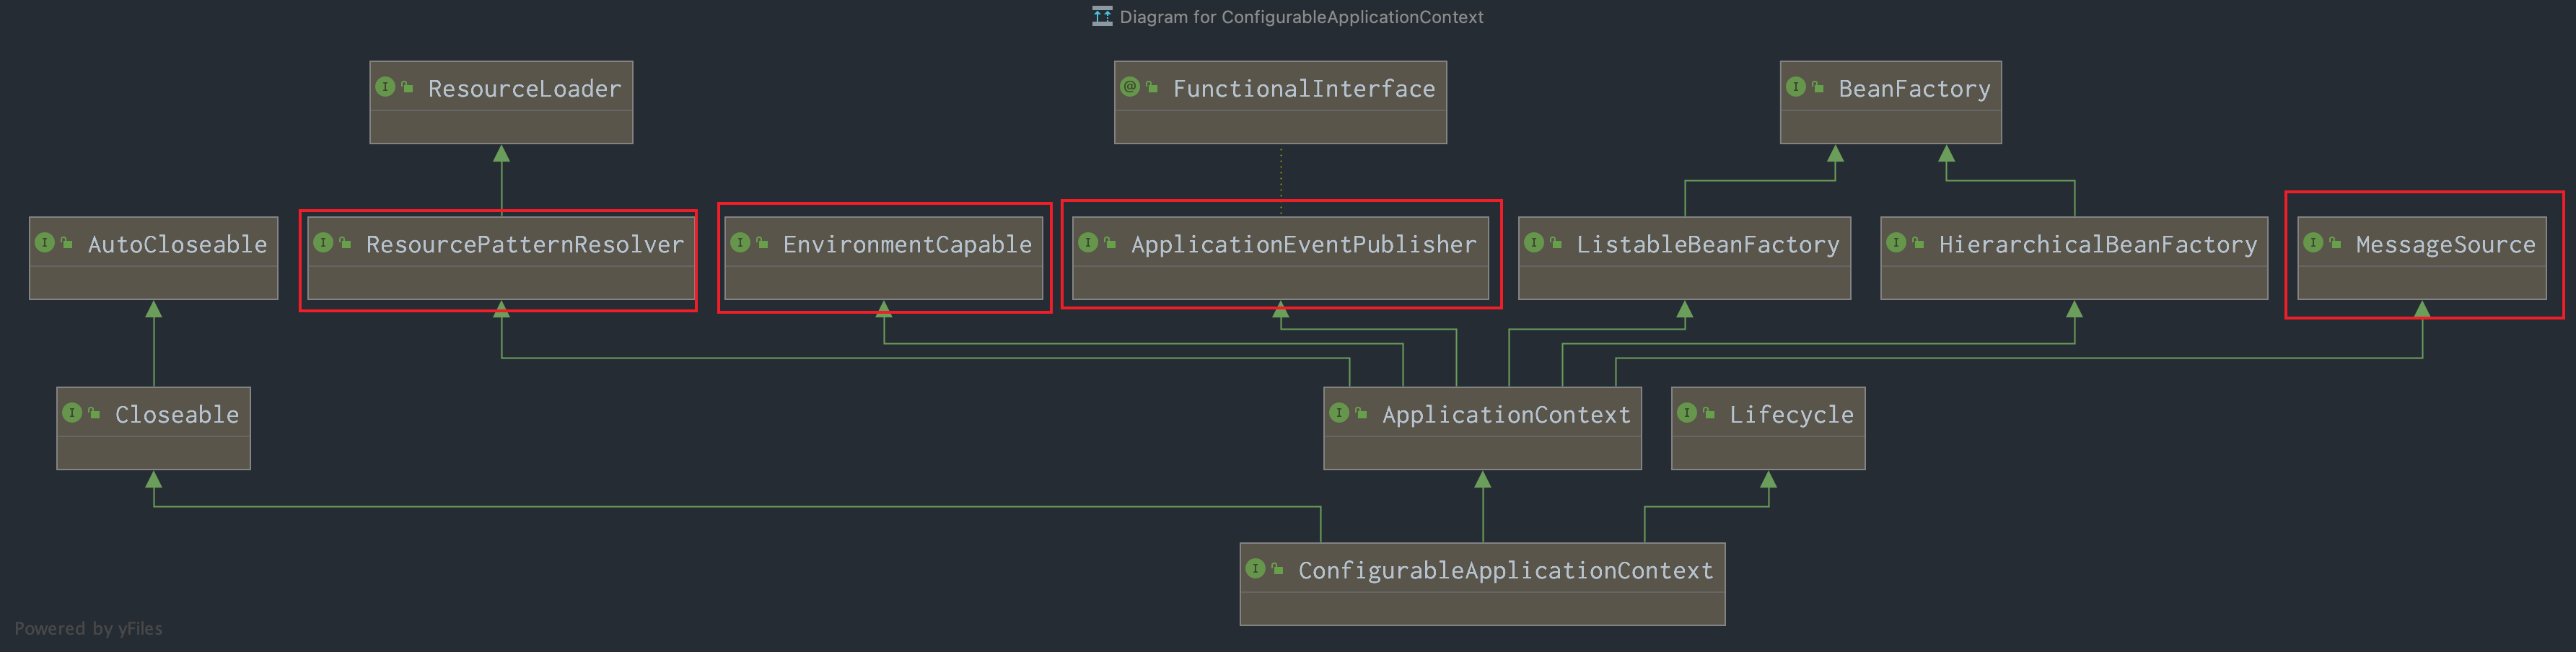 Diagram for ConfigurableApplicationContext
ResourceLoader
FunctionalInterface
BeanFactory
AutoCloseable
ResourcePatternResolver
EnvironmentCapable
ApplicationEventPublisher
ListableBeanFactory
HierarchicalBeanFactory
MessageSource
Closeable
ApplicationContext
Lifecycle
ConfigurableApplicationContext
Powered by yFiles